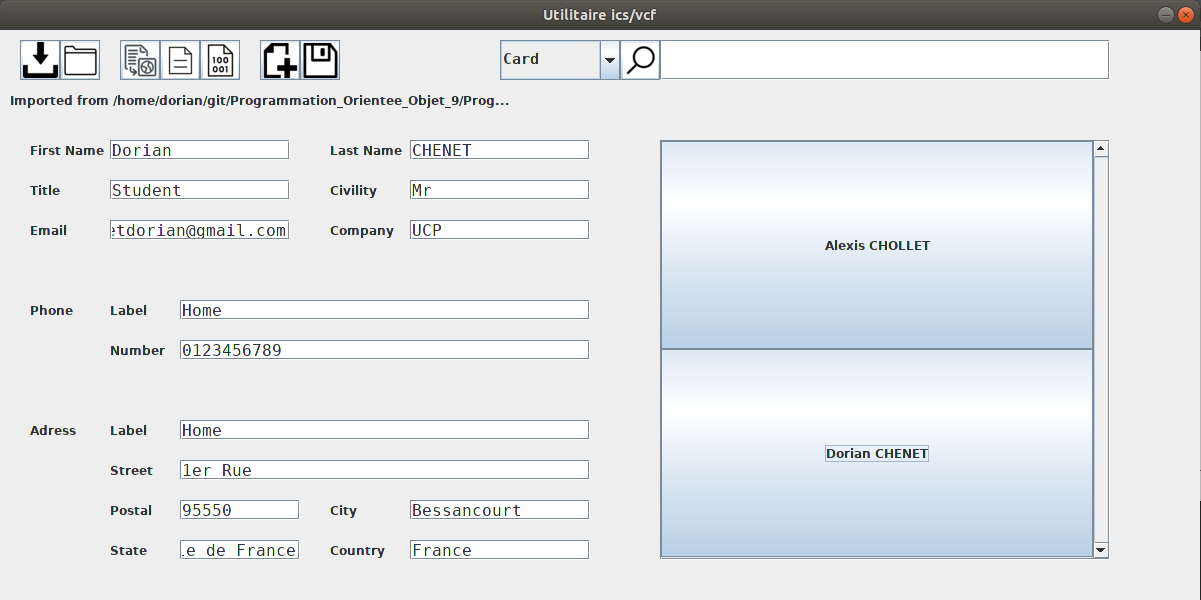 Utilitaire ics/vcf
100
001
Card
Imported from /home/dorian/git/Programmation_Orientee_Objet_9/Prog...
First Name Dorian Last Name CHENET
Title Student Civility Mr
Email etdorian@gmail.com Company UCP
Phone Label Home
Number 0123456789
Adress Label Home
Street 1er Rue
Postal 95550 City Bessancourt
State e de France Country France
Alexis CHOLLET
Dorian CHENET